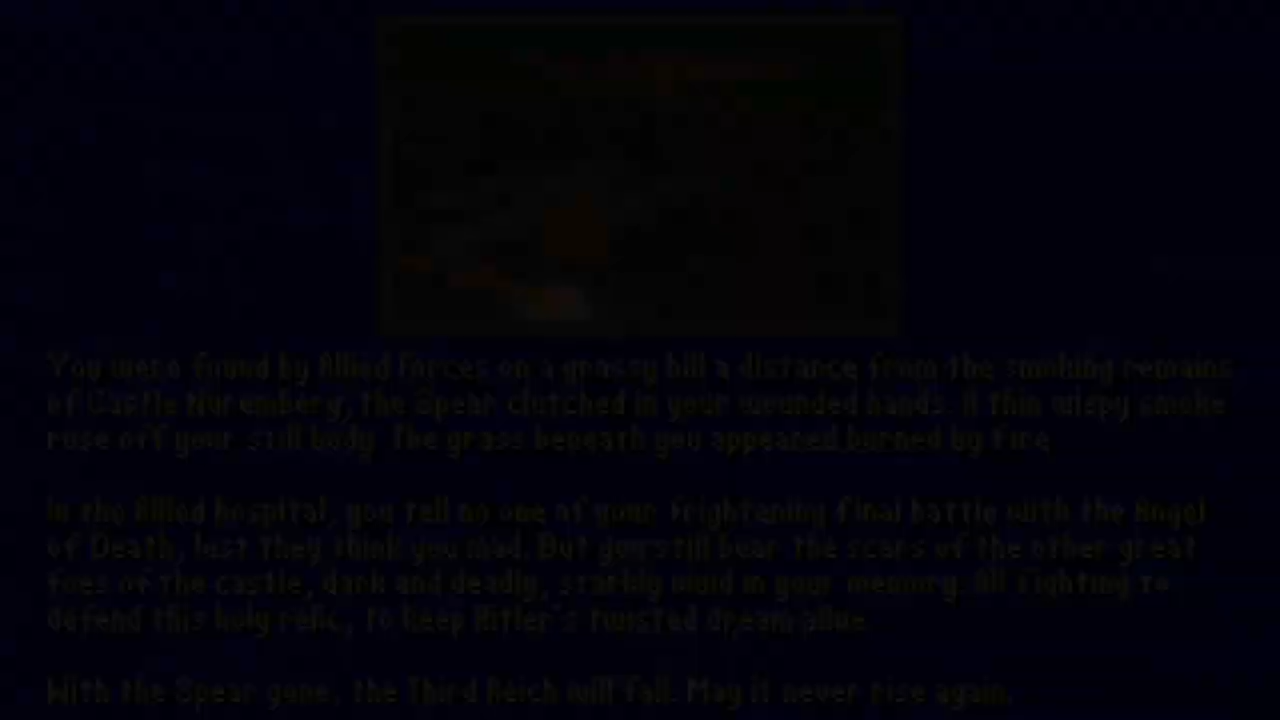 You were found by Allied Forces on a grassy hill a distance from the smoking remains
of Castle Nuremberg, the Spear clutched in your wounded hands. A thin wispy smoke
rose off your still body. The grass beneath you appeared burned by fire.
In the Allied hospital, you tell no one of your frightening final battle with the Angel
of Death, lest they think you mad. But you still bear the scars of the other great
foes of the castle, dark and deadly, starkly vivid in your memory. All fighting to
defend this holy relic, to keep Hitler's twisted dream alive.
With the Spear gone, the Third Reich will fall. May it never rise again.